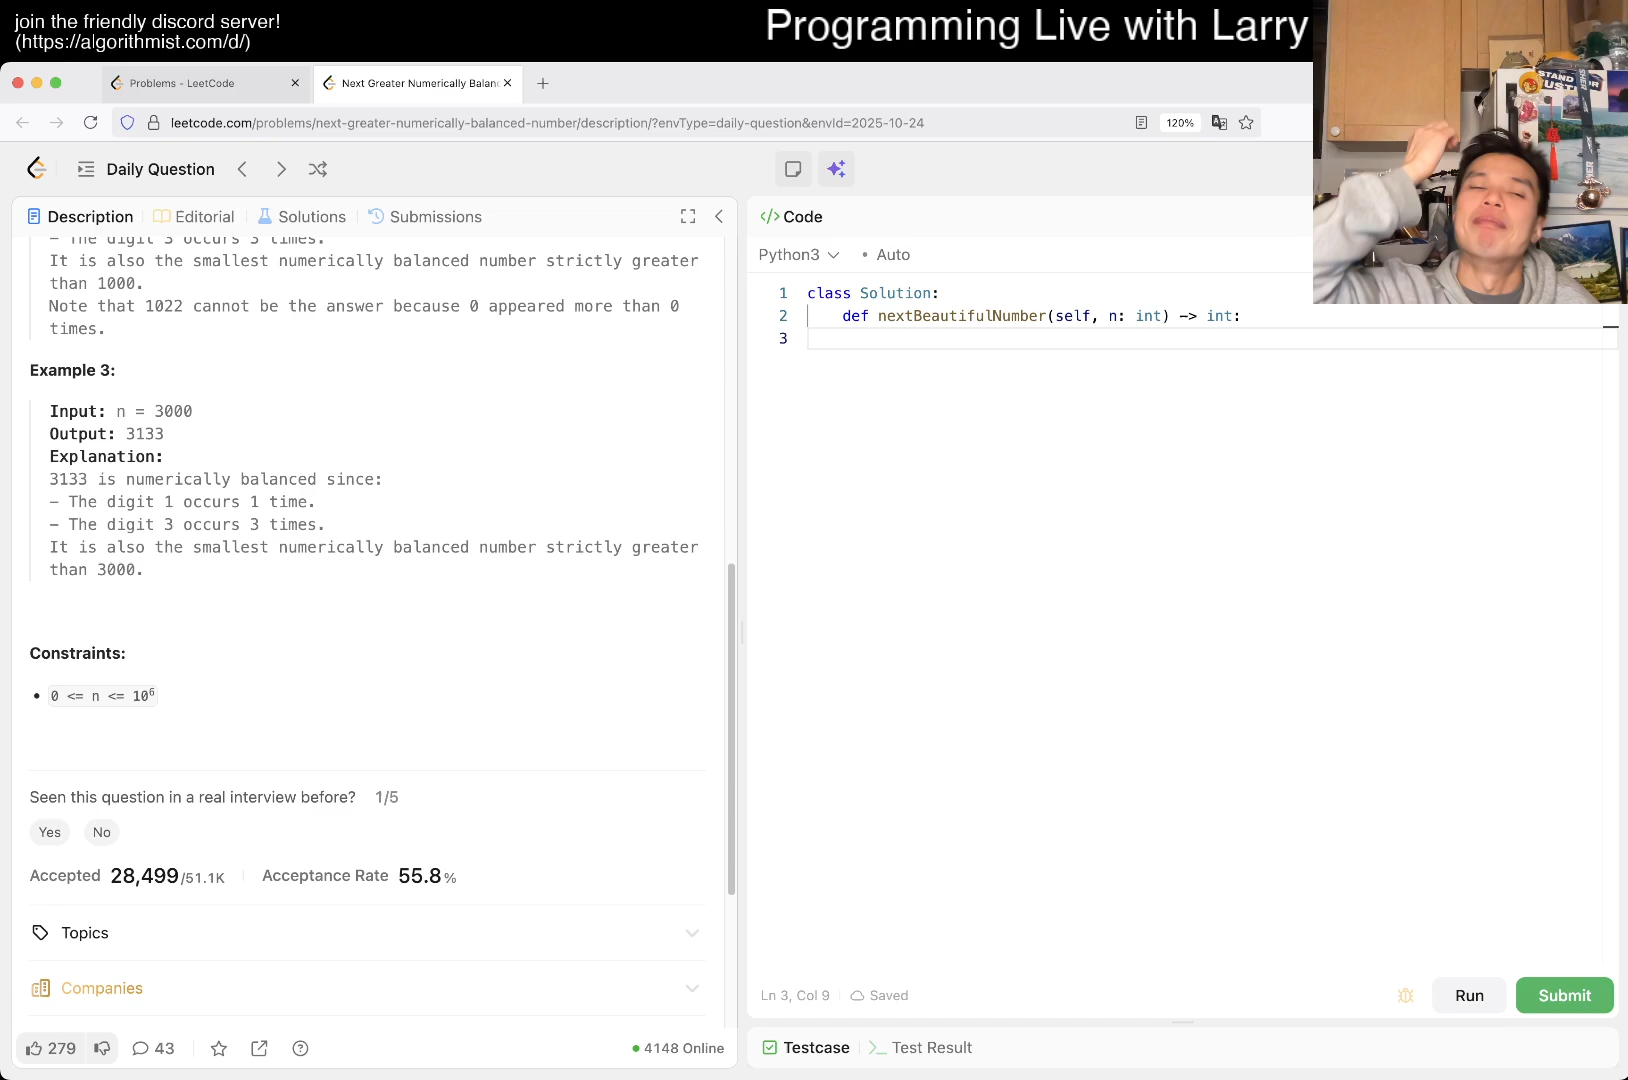 join the friendly discord server!
(https://algorithmist.com/d/)
Programming Live with Larry
Problems - LeetCode
Next Greater Numerically Balanc
leetcode.com/problems/next-greater-numerically-balanced-number/description/?envType=daily-question&envId=2025-10-24
120%
Daily Question
Description
Editorial
Solutions
Submissions
- The digit 3 occurs 3 times.
It is also the smallest numerically balanced number strictly greater
than 1000.
Note that 1022 cannot be the answer because 0 appeared more than 0
times.
Example 3:
Input: n = 3000
Output: 3133
Explanation:
3133 is numerically balanced since:
- The digit 1 occurs 1 time.
- The digit 3 occurs 3 times.
It is also the smallest numerically balanced number strictly greater
than 3000.
Constraints:
• 0 <= n <= 10⁶
Seen this question in a real interview before? 1/5
Yes No
Accepted 28,499/51.1K Acceptance Rate 55.8%
Topics
Companies
279 43 4148 Online
</> Code
Python3 • Auto
1 class Solution:
2 def nextBeautifulNumber(self, n: int) -> int:
3
Ln 3, Col 9 Saved
Run Submit
Testcase >_ Test Result
STAND FOR